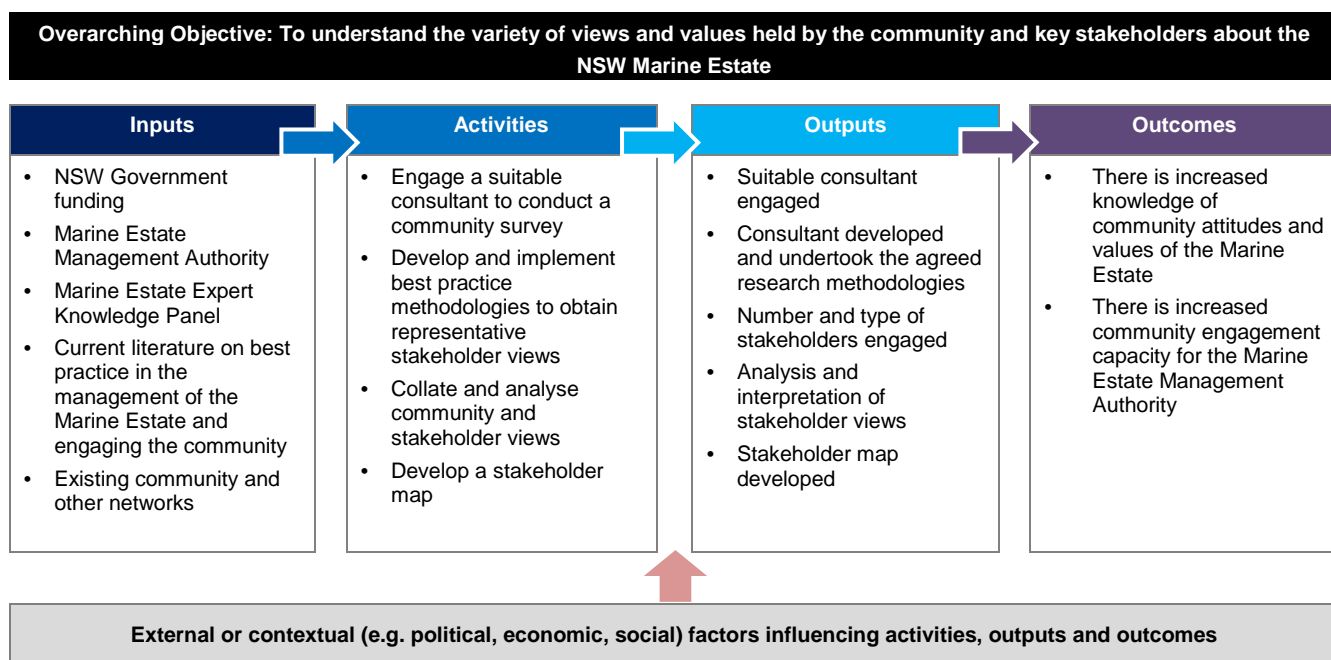 Overarching Objective: To understand the variety of views and values held by the community and key stakeholders about the
NSW Marine Estate
Inputs
• NSW Government
funding
• Marine Estate
Management Authority
• Marine Estate Expert
Knowledge Panel
• Current literature on best
practice in the
management of the
Marine Estate and
engaging the community
• Existing community and
other networks
Activities
• Engage a suitable
consultant to conduct a
community survey
• Develop and implement
best practice
methodologies to obtain
representative
stakeholder views
• Collate and analyse
community and
stakeholder views
• Develop a stakeholder
map
Outputs
• Suitable consultant
engaged
• Consultant developed
and undertook the agreed
research methodologies
• Number and type of
stakeholders engaged
• Analysis and
interpretation of
stakeholder views
• Stakeholder map
developed
Outcomes
• There is increased
knowledge of
community attitudes and
values of the Marine
Estate
• There is increased
community engagement
capacity for the Marine
Estate Management
Authority
External or contextual (e.g. political, economic, social) factors influencing activities, outputs and outcomes